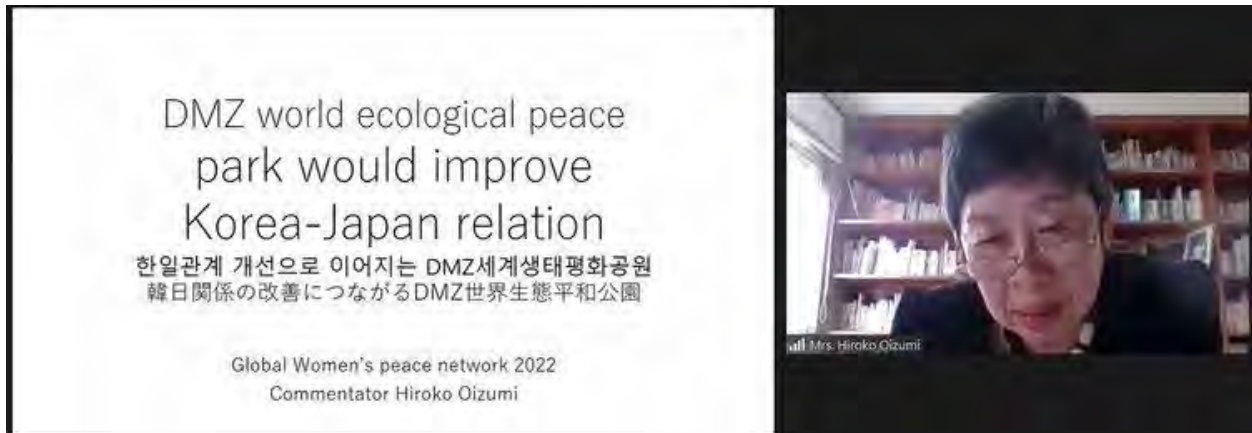 DMZ world ecological peace
park would improve
Korea-Japan relation
한일관계 개선으로 이어지는 DMZ세계생태평화공원
韓日関係の改善につながるDMZ世界生態平和公園
Global Women's peace network 2022
Commentator Hiroko Oizumi
Mrs. Hiroko Oizumi